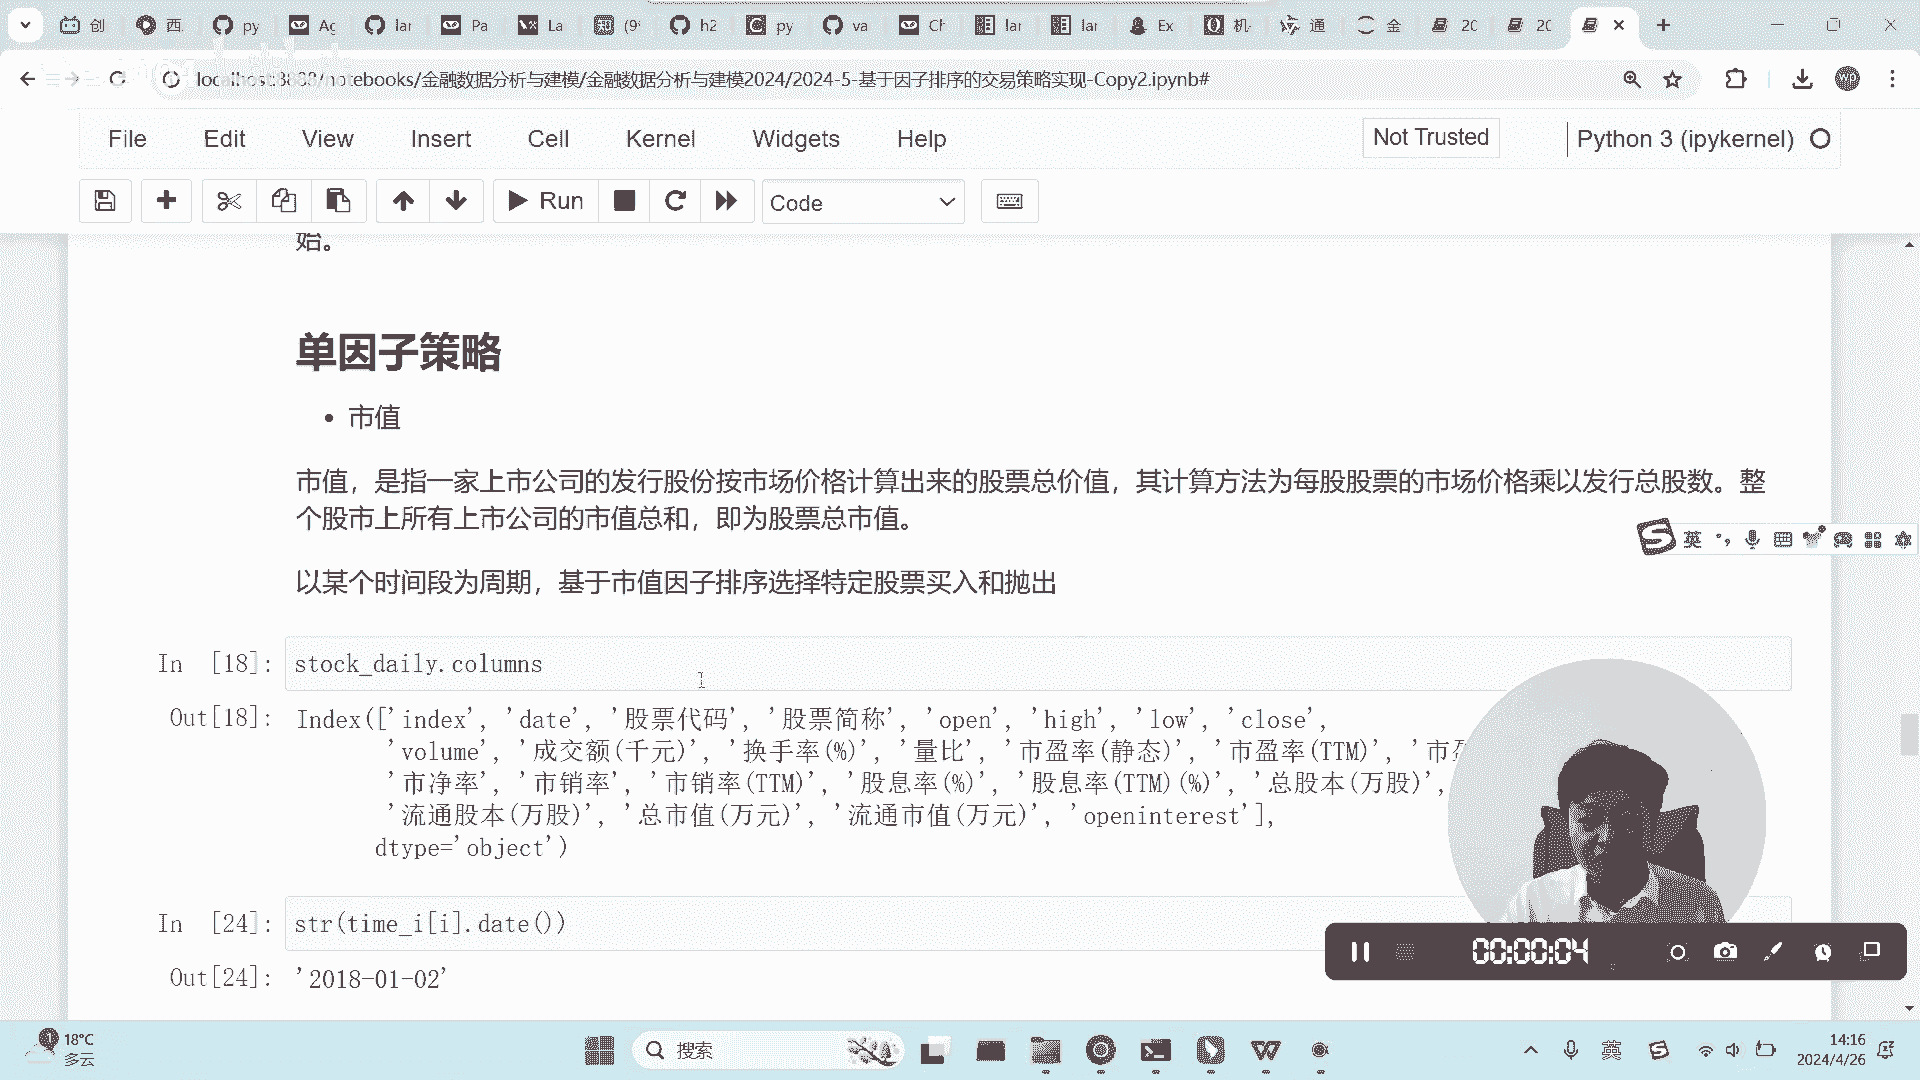 创
西
py
Ag
lar
Pa
La
(9
h2
py
va
Ch
lar
lar
Ex
机
通
金
20
20
localhost:8888/notebooks/金融数据分析与建模/金融数据分析与建模2024/2024-5-基于因子排序的交易策略实现-Copy2.ipynb#
wp
File Edit View Insert Cell Kernel Widgets Help
Not Trusted
Python 3 (ipykernel)
Run
Code
始。
单因子策略
市值
市值，是指一家上市公司的发行股份按市场价格计算出来的股票总价值，其计算方法为每股股票的市场价格乘以发行总股数。整
个股市上所有上市公司的市值总和，即为股票总市值。
英
以某个时间段为周期，基于市值因子排序选择特定股票买入和抛出
In [18]: stock_daily.columns
Out[18]: Index(['index', 'date', '股票代码', '股票简称', 'open', 'high', 'low', 'close',
'volume', '成交额(千元)', '换手率(%)', '量比', '市盈率(静态)', '市盈率(TTM)', '市盈
'市净率', '市销率', '市销率(TTM)', '股息率(%)', '股息率(TTM)(%)', '总股本(万股)',
'流通股本(万股)', '总市值(万元)', '流通市值(万元)', 'openinterest'],
dtype='object')
In [24]: str(time_i[i].date())
00:00:04
Out[24]: '2018-01-02'
1
18°C
多云
搜索
英
14:16
2024/4/26